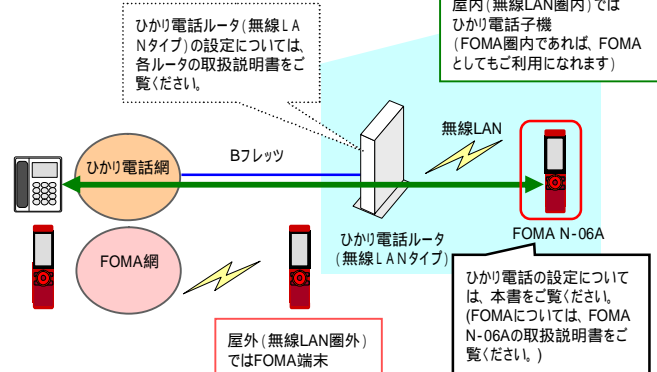 ひかり電話ルータ(無線LA
Nタイプ)の設定については、
各ルータの取扱説明書をご
覧ください。
屋内(無線LAN圏内)では
ひかり電話子機
(FOMA圏内であれば、FOMA
としてもご利用になれます)
無線LAN
Bフレッツ
ひかり電話網
ひかり電話ルータ
(無線LANタイプ)
FOMA N-06A
FOMA網
屋外(無線LAN圏外)
ではFOMA端末
ひかり電話の設定について
は、本書をご覧ください。
(FOMAについては、FOMA
N-06Aの取扱説明書をご
覧ください。)